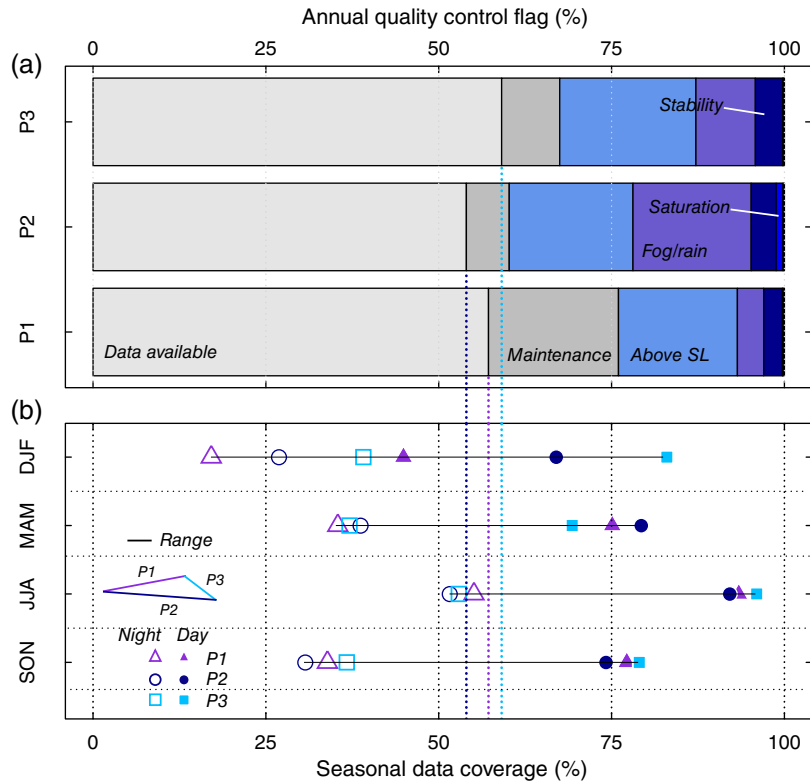 Annual quality control flag (%)
0 25 50 75 100
(a)
P3
Stability
P2
Saturation
Fog/rain
P1
Data available
Maintenance
Above SL
(b)
DJF
MAM
Range
JJA
P1
P3
P2
SON
Night Day
P1
P2
P3
0 25 50 75 100
Seasonal data coverage (%)